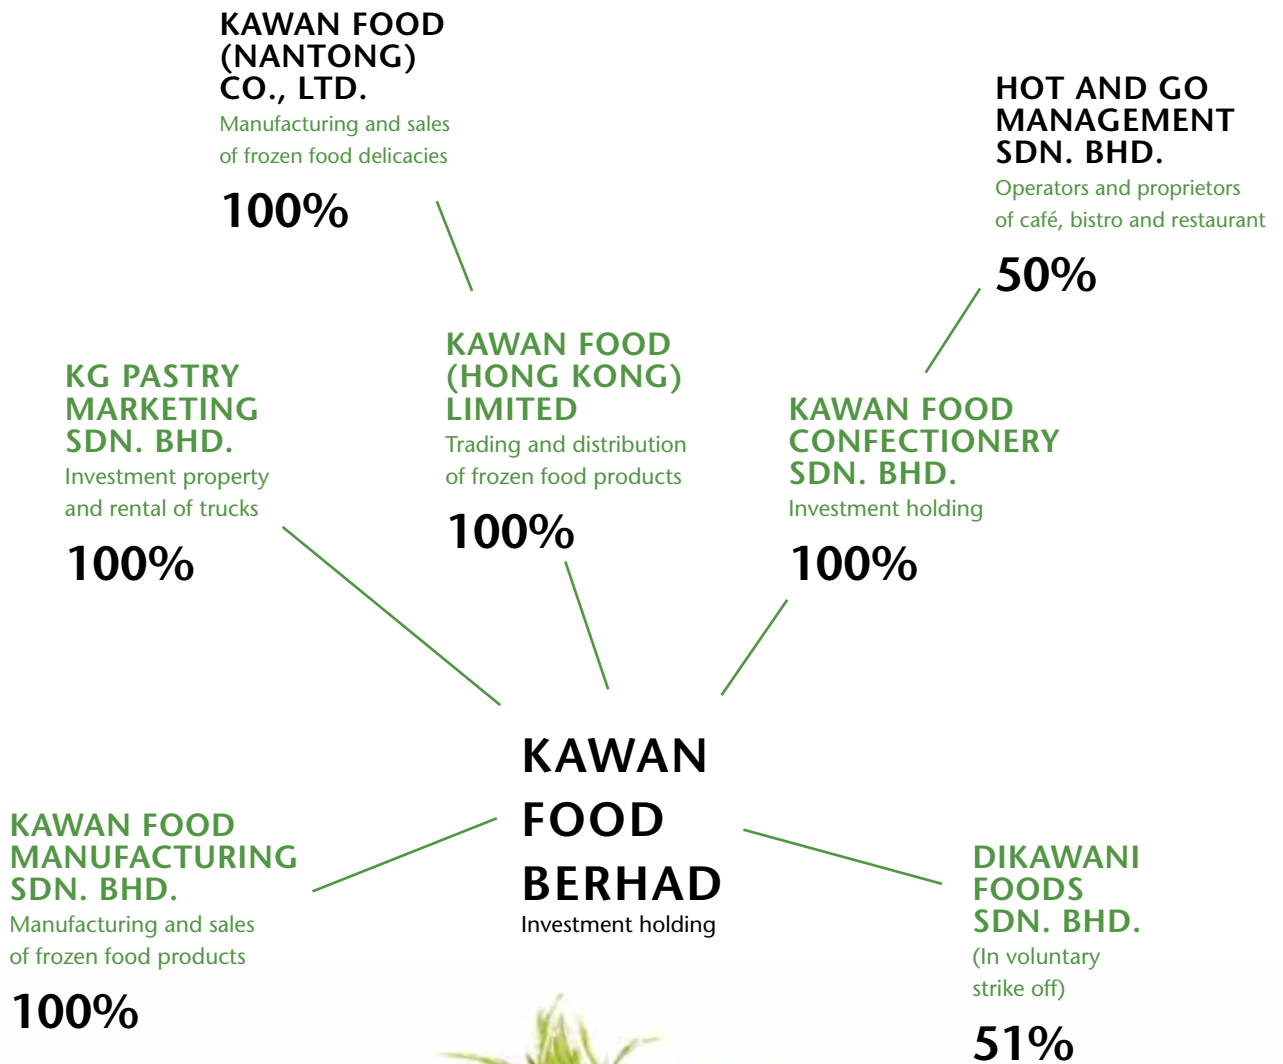 KAWAN FOOD
(NANTONG)
CO., LTD.
Manufacturing and sales
of frozen food delicacies
100%
HOT AND GO
MANAGEMENT
SDN. BHD.
Operators and proprietors
of café, bistro and restaurant
50%
KG PASTRY
MARKETING
SDN. BHD.
Investment property
and rental of trucks
100%
KAWAN FOOD
(HONG KONG)
LIMITED
Trading and distribution
of frozen food products
100%
KAWAN FOOD
CONFECTIONERY
SDN. BHD.
Investment holding
100%
KAWAN
FOOD
BERHAD
Investment holding
KAWAN FOOD
MANUFACTURING
SDN. BHD.
Manufacturing and sales
of frozen food products
100%
DIKAWANI
FOODS
SDN. BHD.
(In voluntary
strike off)
51%